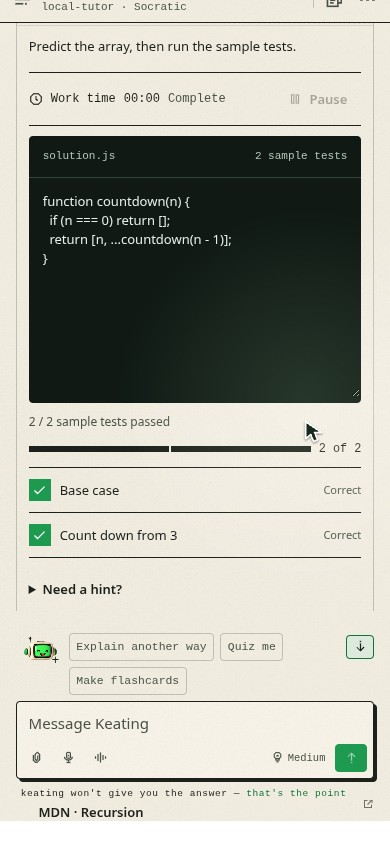 local-tutor · Socratic
Predict the array, then run the sample tests.
Work time 00:00 Complete
Pause
solution.js
2 sample tests
function countdown(n) {
  if (n === 0) return [];
  return [n, ...countdown(n - 1)];
}
2 / 2 sample tests passed
2 of 2
Base case
Correct
Count down from 3
Correct
Need a hint?
Explain another way
Quiz me
Make flashcards
Message Keating
Medium
keating won't give you the answer — that's the point
MDN · Recursion